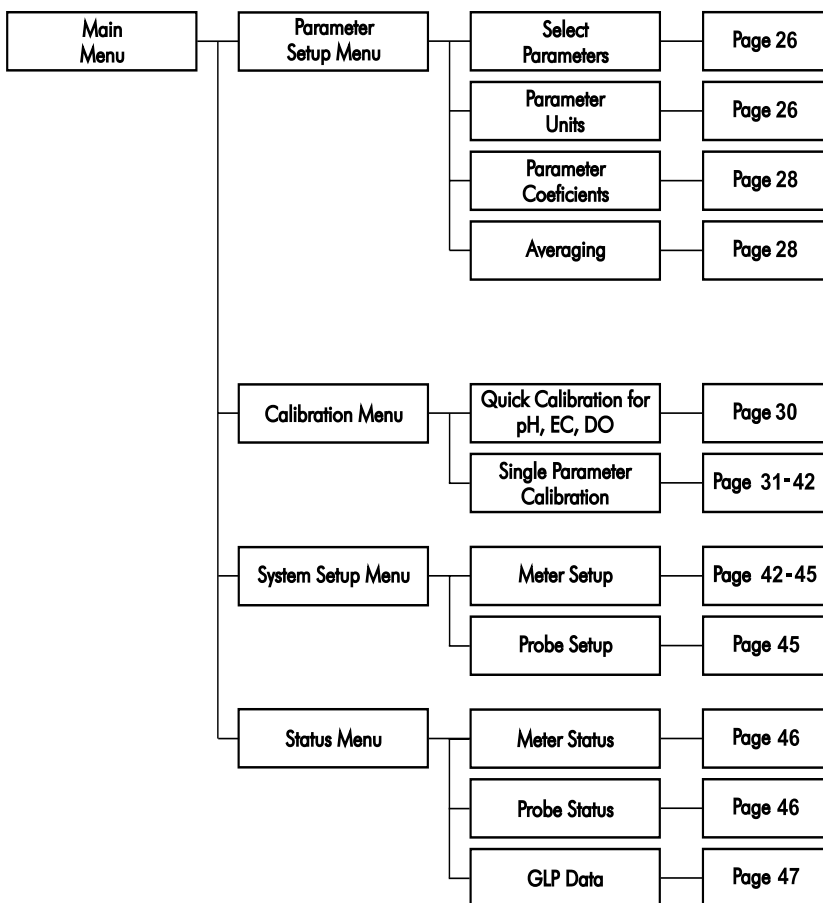 Main
Menu
Parameter
Setup Menu
Select
Parameters
Page 26
Parameter
Units
Page 26
Parameter
Coeficients
Page 28
Averaging
Page 28
Calibration Menu
Quick Calibration for
pH, EC, DO
Page 30
Single Parameter
Calibration
Page 31-42
System Setup Menu
Meter Setup
Page 42-45
Probe Setup
Page 45
Status Menu
Meter Status
Page 46
Probe Status
Page 46
GLP Data
Page 47